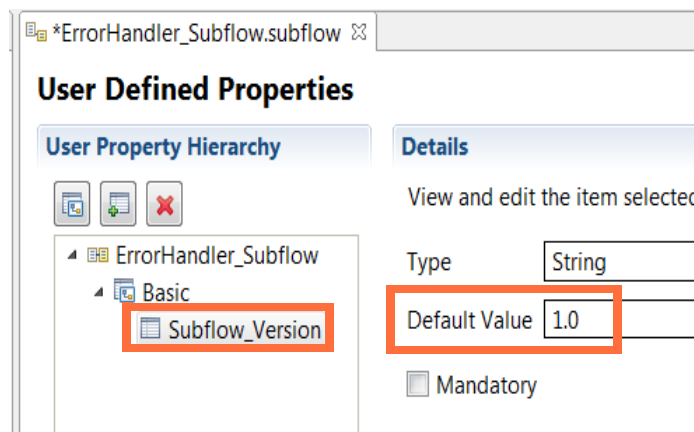 *ErrorHandler_Subflow.subflow
User Defined Properties
User Property Hierarchy
Details
View and edit the item selected
ErrorHandler_Subflow
Type String
Basic
Default Value 1.0
Subflow_Version
Mandatory